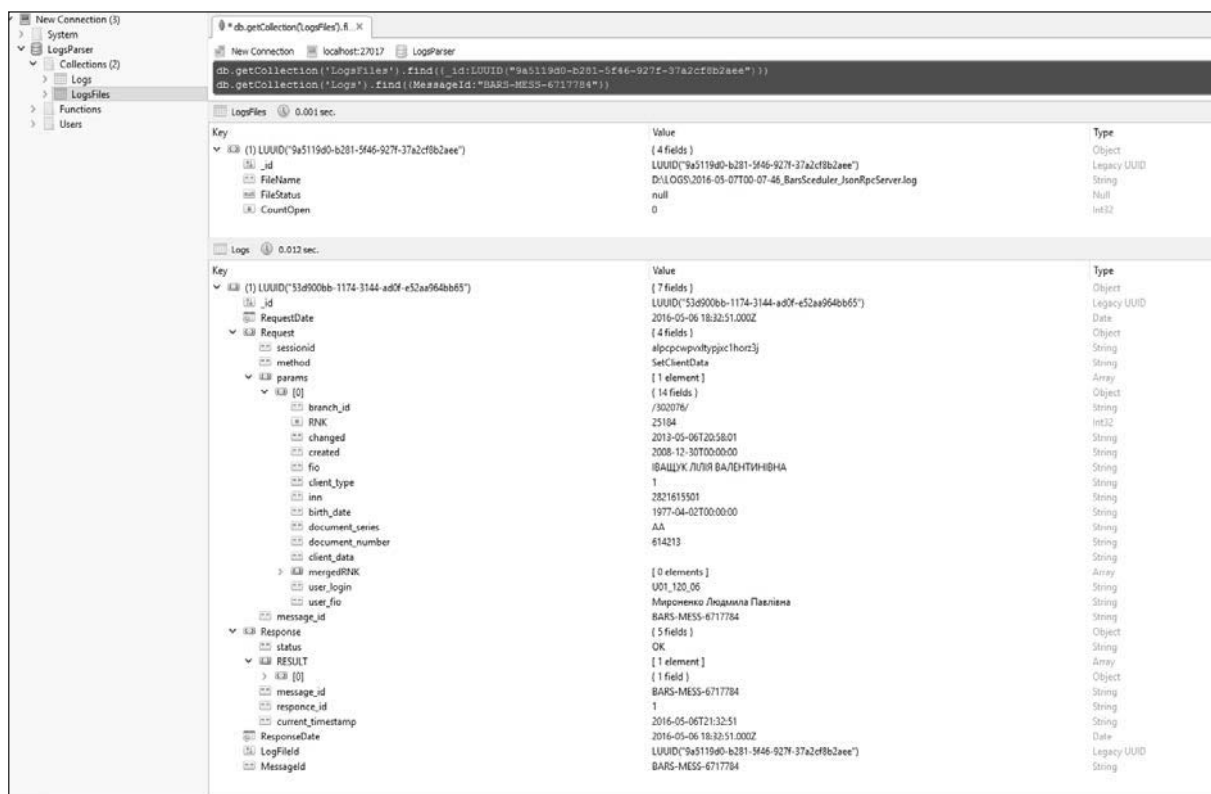 New Connection (3)
System
LogsParser
Collections (2)
Logs
LogsFiles
Functions
Users
* db.getCollection('LogsFiles').fi... X
New Connection localhost:27017 LogsParser
db.getCollection('LogsFiles').find({_id:LUUID("9a5119d0-b281-5f46-927f-37a2cf8b2aee")})
db.getCollection('Logs').find({MessageId:"BARS-MESS-6717784"})
LogsFiles 0.001 sec.
Key Value Type
(1) LUUID("9a5119d0-b281-5f46-927f-37a2cf8b2aee") { 4 fields } Object
_id LUUID("9a5119d0-b281-5f46-927f-37a2cf8b2aee") Legacy UUID
FileName D:\LOGS\2016-05-07T00-07-46_BarsSceduler_JsonRpcServer.log String
FileStatus null Null
CountOpen 0 Int32
Logs 0.012 sec.
Key Value Type
(1) LUUID("53d900bb-1174-3144-ad0f-e52aa964bb65") { 7 fields } Object
_id LUUID("53d900bb-1174-3144-ad0f-e52aa964bb65") Legacy UUID
RequestDate 2016-05-06 18:32:51.000Z Date
Request { 4 fields } Object
sessionid String
method SetClientData String
params [ 1 element ] Array
[0] { 14 fields } Object
branch_id /302076/ String
RNK 25184 Int32
changed 2013-05-06T20:58:01 String
created 2008-12-30T00:00:00 String
fio ІВАЩУК ЛІЛІЯ ВАЛЕНТИНІВНА String
client_type 1 String
inn 2821615501 String
birth_date 1977-04-02T00:00:00 String
document_series АА String
document_number 614213 String
client_data String
mergedRNK [ 0 elements ] Array
user_login U01_120_06 String
user_fio Мироненко Людмила Павлівна String
message_id BARS-MESS-6717784 String
Response { 5 fields } Object
status OK String
RESULT [ 1 element ] Array
[0] { 1 field } Object
message_id BARS-MESS-6717784 String
responce_id 1 String
current_timestamp 2016-05-06T21:32:51 String
ResponseDate 2016-05-06 18:32:51.000Z Date
LogFileId LUUID("9a5119d0-b281-5f46-927f-37a2cf8b2aee") Legacy UUID
MessageId BARS-MESS-6717784 String